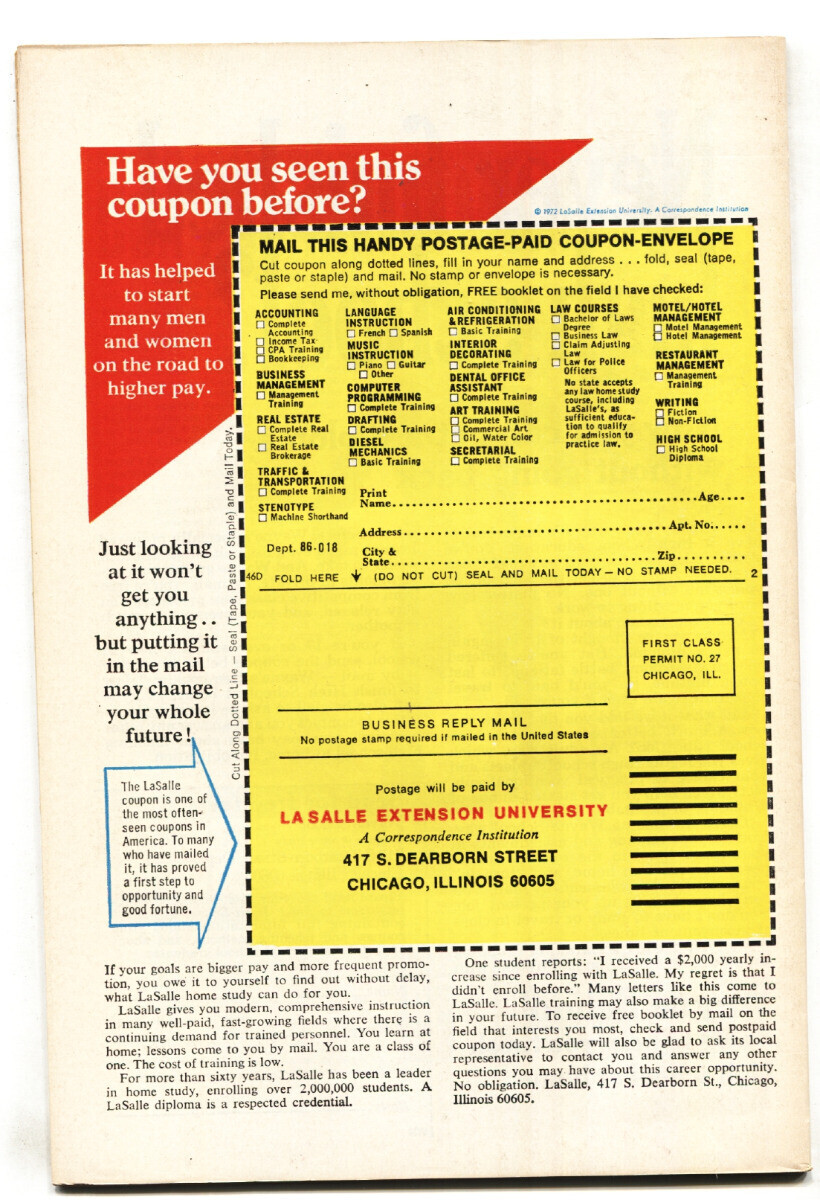 Have you seen this
coupon before?
© 1972 LaSalle Extension University, A Correspondence Institution
It has helped
to start
many men
and women
on the road to
higher pay.
Just looking
at it won't
get you
anything . .
but putting it
in the mail
may change
your whole
future!
The LaSalle
coupon is one of
the most often-
seen coupons in
America. To many
who have mailed
it, it has proved
a first step to
opportunity and
good fortune.
Cut Along Dotted Line — Seal (Tape, Paste or Staple) and Mail Today.
MAIL THIS HANDY POSTAGE-PAID COUPON-ENVELOPE
Cut coupon along dotted lines, fill in your name and address . . . fold, seal (tape,
paste or staple) and mail. No stamp or envelope is necessary.
Please send me, without obligation, FREE booklet on the field I have checked:
ACCOUNTING
Complete
Accounting
Income Tax
CPA Training
Bookkeeping
BUSINESS
MANAGEMENT
Management
Training
REAL ESTATE
Complete Real
Estate
Real Estate
Brokerage
TRAFFIC &
TRANSPORTATION
Complete Training
STENOTYPE
Machine Shorthand
LANGUAGE
INSTRUCTION
French Spanish
MUSIC
INSTRUCTION
Piano Guitar
Other
COMPUTER
PROGRAMMING
Complete Training
DRAFTING
Complete Training
DIESEL
MECHANICS
Basic Training
AIR CONDITIONING
& REFRIGERATION
Basic Training
INTERIOR
DECORATING
Complete Training
DENTAL OFFICE
ASSISTANT
Complete Training
ART TRAINING
Complete Training
Commercial Art
Oil, Water Color
SECRETARIAL
Complete Training
LAW COURSES
Bachelor of Laws
Degree
Business Law
Claim Adjusting
Law
Law for Police
Officers
No state accepts
any law home study
course, including
LaSalle's, as
sufficient educa-
tion to qualify
for admission to
practice law.
MOTEL/HOTEL
MANAGEMENT
Motel Management
Hotel Management
RESTAURANT
MANAGEMENT
Management
Training
WRITING
Fiction
Non-Fiction
HIGH SCHOOL
High School
Diploma
Print
Name Age
Address Apt. No.
Dept. 86-018
City &
State Zip
46D FOLD HERE ↓ (DO NOT CUT) SEAL AND MAIL TODAY — NO STAMP NEEDED. 2
FIRST CLASS
PERMIT NO. 27
CHICAGO, ILL.
BUSINESS REPLY MAIL
No postage stamp required if mailed in the United States
Postage will be paid by
LA SALLE EXTENSION UNIVERSITY
A Correspondence Institution
417 S. DEARBORN STREET
CHICAGO, ILLINOIS 60605
If your goals are bigger pay and more frequent promo-
tion, you owe it to yourself to find out without delay,
what LaSalle home study can do for you.
LaSalle gives you modern, comprehensive instruction
in many well-paid, fast-growing fields where there is a
continuing demand for trained personnel. You learn at
home; lessons come to you by mail. You are a class of
one. The cost of training is low.
For more than sixty years, LaSalle has been a leader
in home study, enrolling over 2,000,000 students. A
LaSalle diploma is a respected credential.
One student reports: "I received a $2,000 yearly in-
crease since enrolling with LaSalle. My regret is that I
didn't enroll before." Many letters like this come to
LaSalle. LaSalle training may also make a big difference
in your future. To receive free booklet by mail on the
field that interests you most, check and send postpaid
coupon today. LaSalle will also be glad to ask its local
representative to contact you and answer any other
questions you may have about this career opportunity.
No obligation. LaSalle, 417 S. Dearborn St., Chicago,
Illinois 60605.